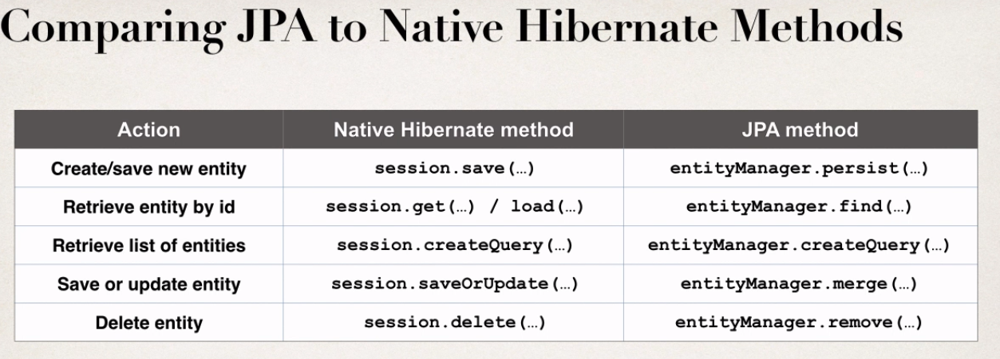 Comparing JPA to Native Hibernate Methods
Action Native Hibernate method JPA method
Create/save new entity session.save(…) entityManager.persist(…)
Retrieve entity by id session.get(…) / load(…) entityManager.find(…)
Retrieve list of entities session.createQuery(…) entityManager.createQuery(…)
Save or update entity session.saveOrUpdate(…) entityManager.merge(…)
Delete entity session.delete(…) entityManager.remove(…)